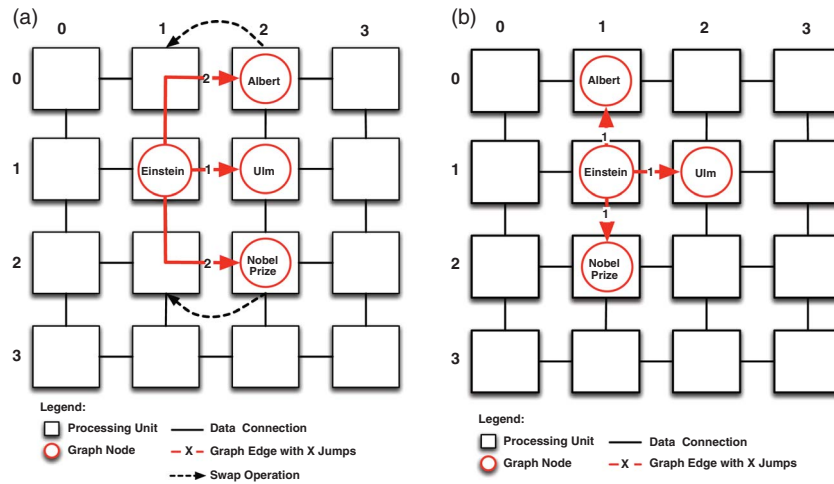 (a)
0 1 2 3
0
2
Albert
1
Einstein
1
Ulm
2
2
Nobel
Prize
3
Legend:
Processing Unit
Data Connection
Graph Node
X
Graph Edge with X Jumps
Swap Operation
(b)
0 1 2 3
0
Albert
1
1
Einstein
1
Ulm
1
2
Nobel
Prize
3
Legend:
Processing Unit
Data Connection
Graph Node
X
Graph Edge with X Jumps